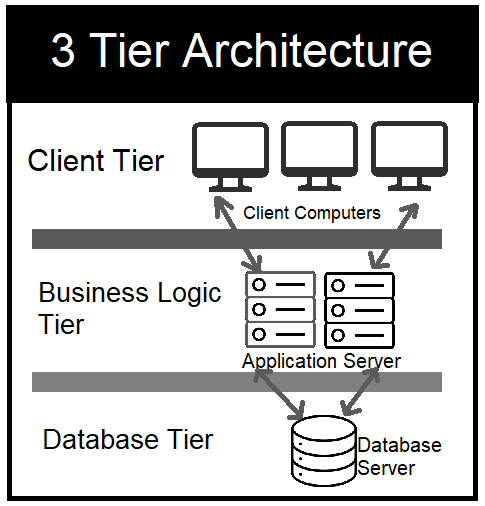 3 Tier Architecture
Client Tier
Client Computers
Business Logic
Tier
Application Server
Database Tier
Database
Server